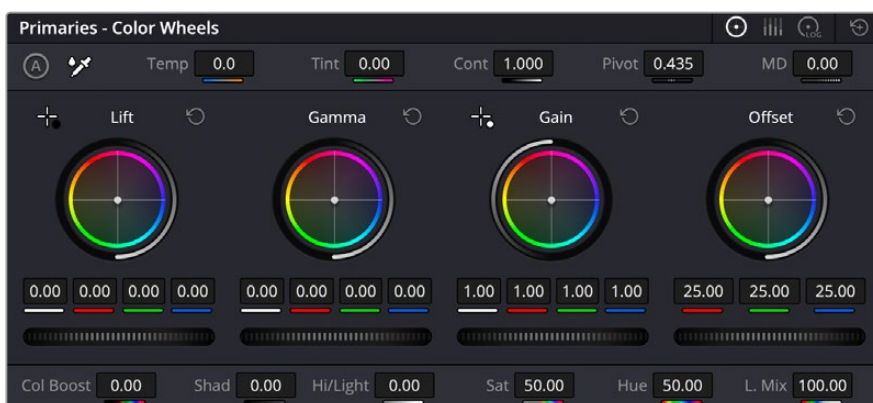 Primaries - Color Wheels
LOG
A Temp 0.0 Tint 0.00 Cont 1.000 Pivot 0.435 MD 0.00
Lift Gamma Gain Offset
0.00 0.00 0.00 0.00 0.00 0.00 0.00 0.00 1.00 1.00 1.00 1.00 25.00 25.00 25.00
Col Boost 0.00 Shad 0.00 Hi/Light 0.00 Sat 50.00 Hue 50.00 L. Mix 100.00